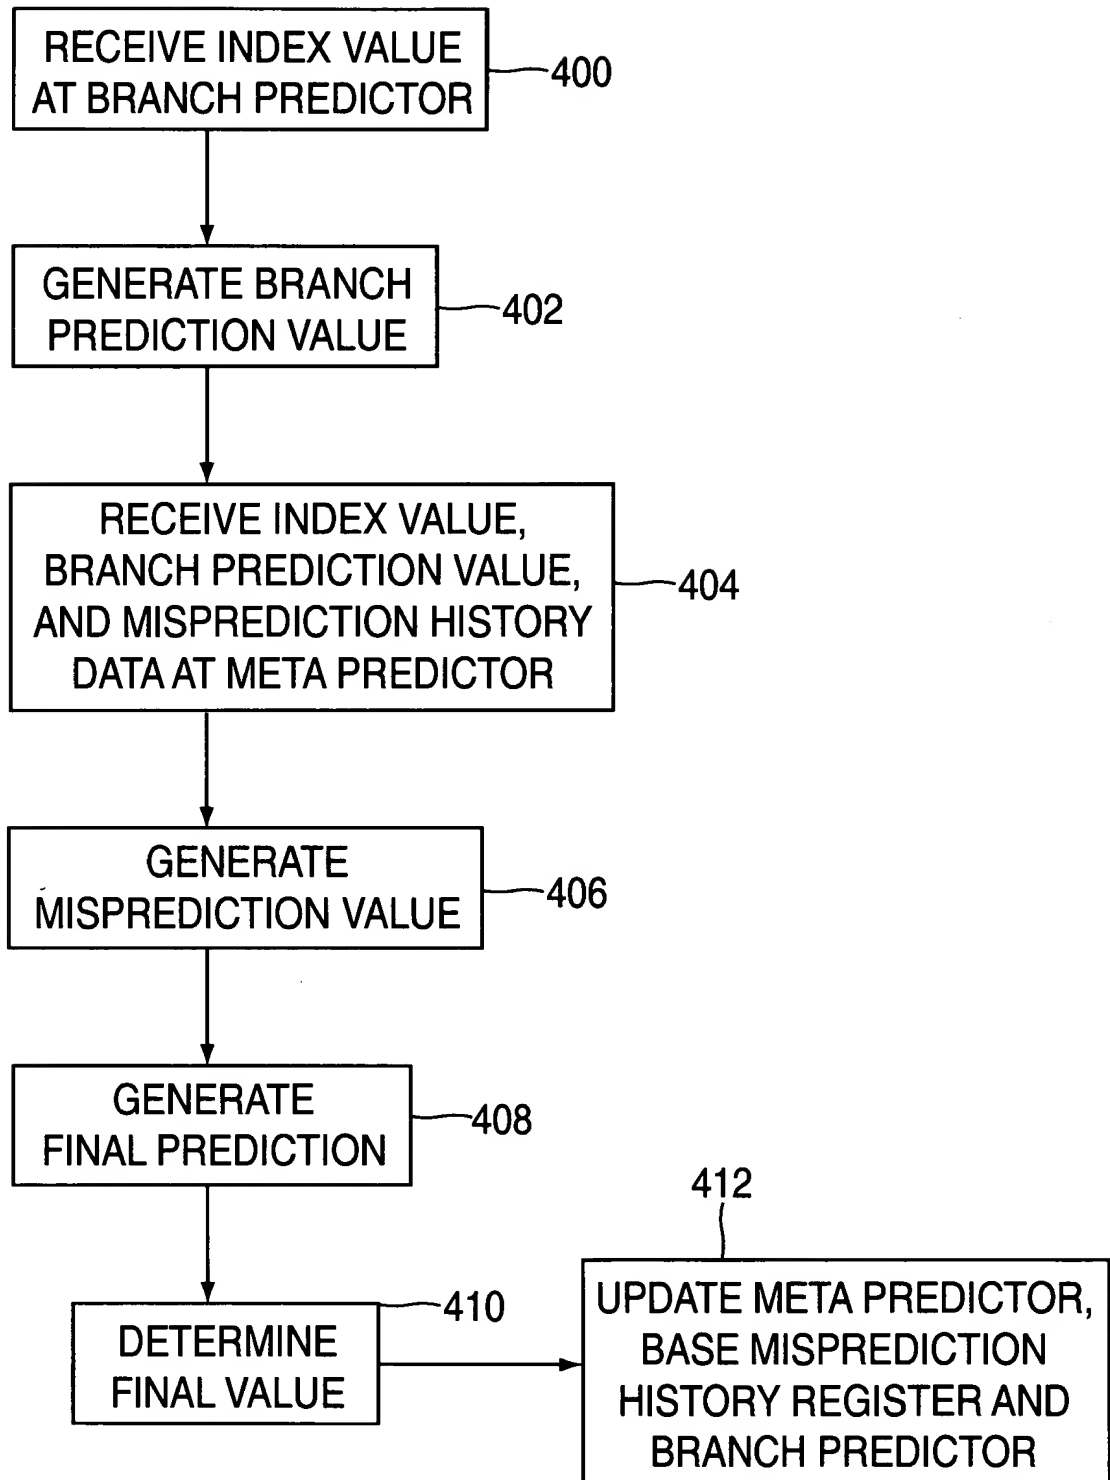 RECEIVE INDEX VALUE
AT BRANCH PREDICTOR
400
GENERATE BRANCH
PREDICTION VALUE
402
RECEIVE INDEX VALUE,
BRANCH PREDICTION VALUE,
AND MISPREDICTION HISTORY
DATA AT META PREDICTOR
404
GENERATE
MISPREDICTION VALUE
406
GENERATE
FINAL PREDICTION
408
DETERMINE
FINAL VALUE
410
412
UPDATE META PREDICTOR,
BASE MISPREDICTION
HISTORY REGISTER AND
BRANCH PREDICTOR